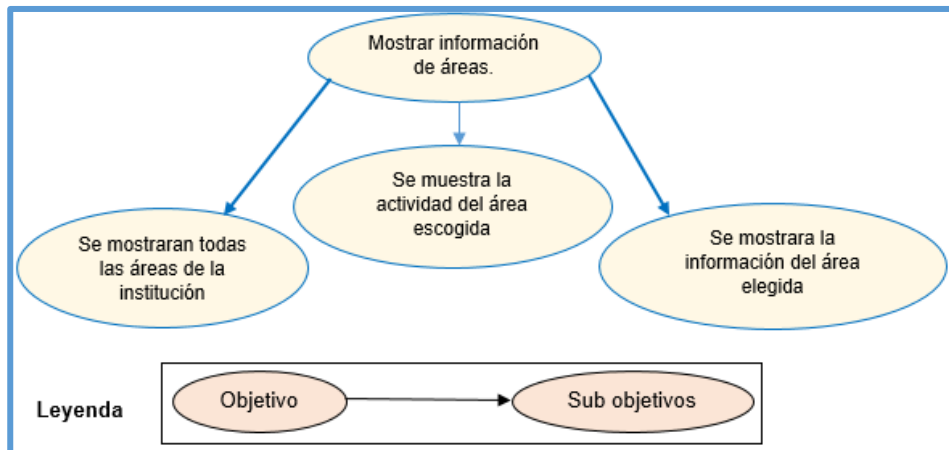 Mostrar información
de áreas.
Se muestra la
actividad del área
escogida
Se mostraran todas
las áreas de la
institución
Se mostrara la
información del área
elegida
Leyenda
Objetivo
Sub objetivos